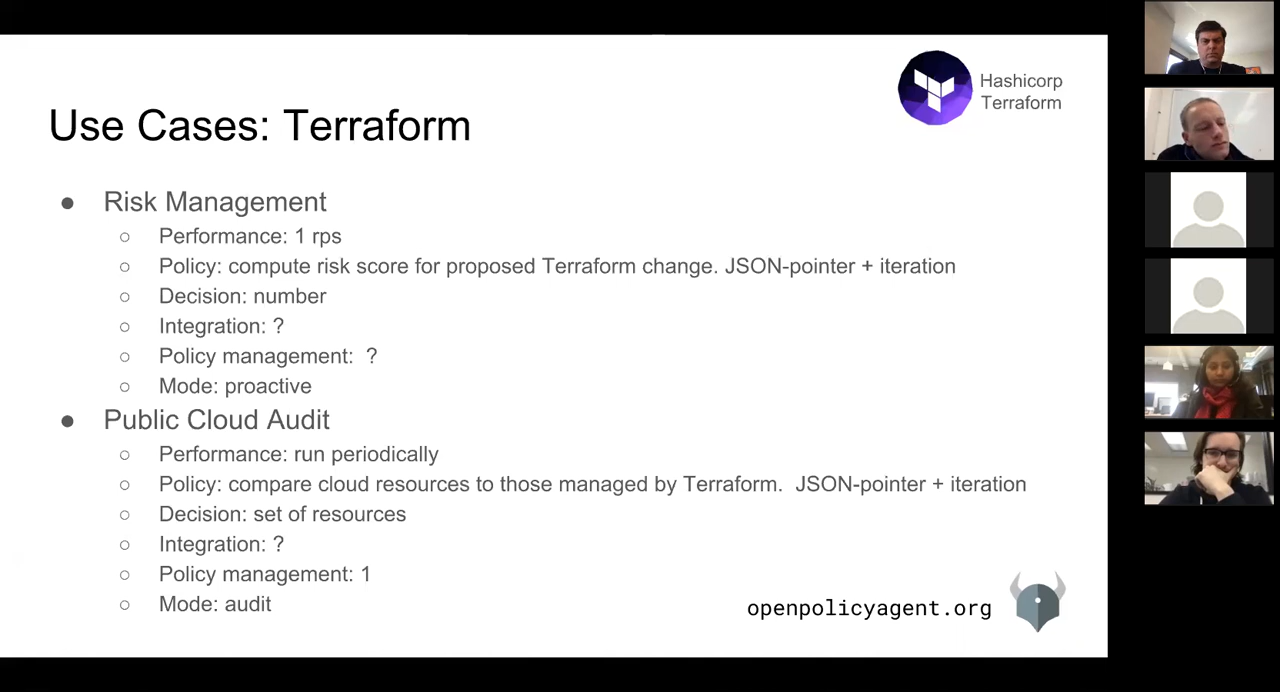 Hashicorp
Terraform
Use Cases: Terraform
● Risk Management
○ Performance: 1 rps
○ Policy: compute risk score for proposed Terraform change. JSON-pointer + iteration
○ Decision: number
○ Integration: ?
○ Policy management: ?
○ Mode: proactive
● Public Cloud Audit
○ Performance: run periodically
○ Policy: compare cloud resources to those managed by Terraform. JSON-pointer + iteration
○ Decision: set of resources
○ Integration: ?
○ Policy management: 1
○ Mode: audit
openpolicyagent.org